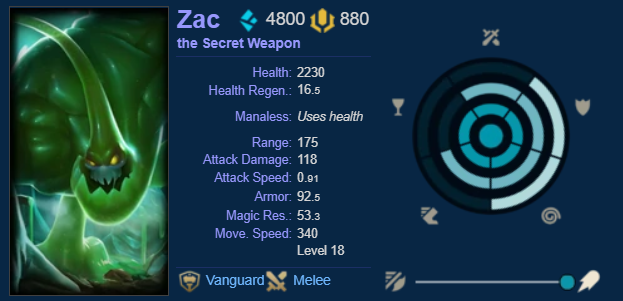 Zac 4800 880
the Secret Weapon
Health: 2230
Health Regen.: 16.5
Manaless: Uses health
Range: 175
Attack Damage: 118
Attack Speed: 0.91
Armor: 92.5
Magic Res.: 53.3
Move. Speed: 340
Level 18
Vanguard Melee